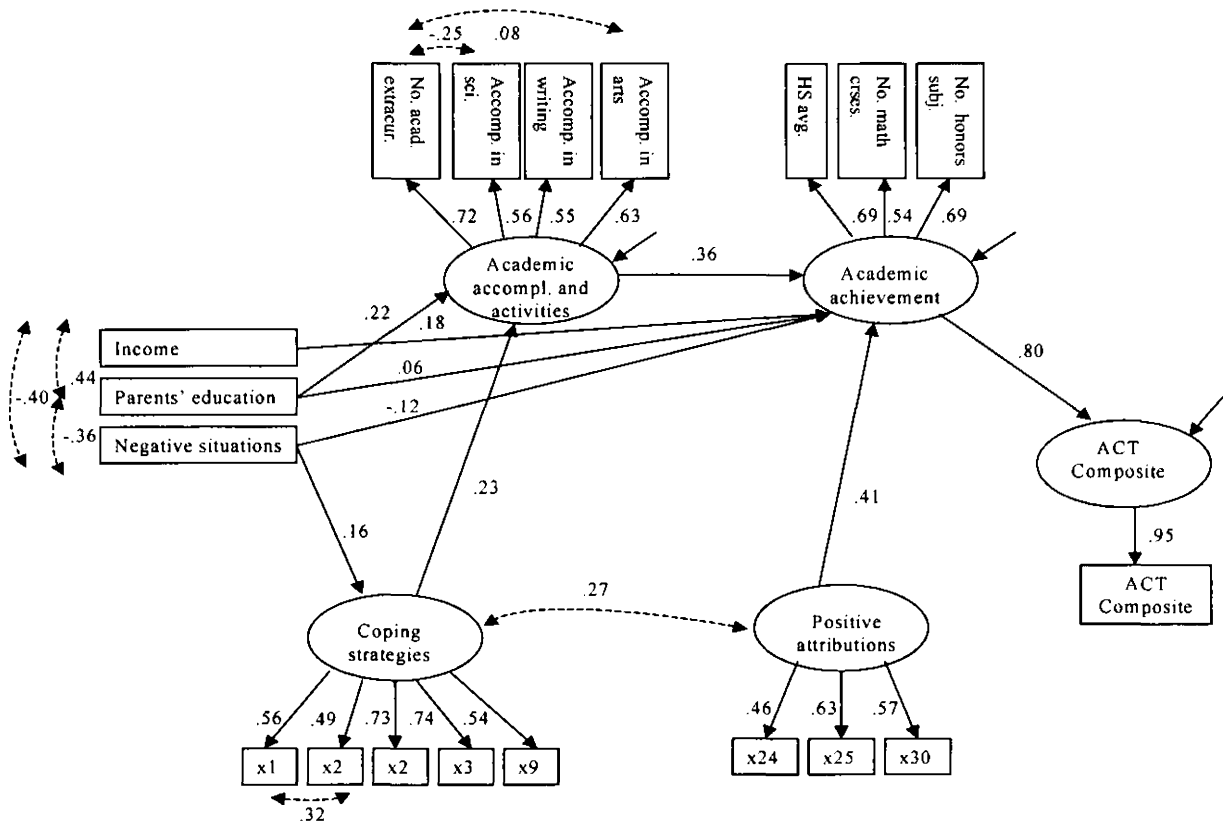 -.25 .08
No. acad.
extracur.
Accomp. in
sci.
Accomp. in
writing
Accomp. in
arts
HS avg.
No. math
crses.
No. honors
subj.
.72 .56 .55 .63
.69 .54 .69
Academic
accompl. and
activities
.36
Academic
achievement
.22
.18
Income
.06
.80
.44
-.40
Parents' education
-.12
-.36
Negative situations
ACT
Composite
.23
.41
.16
.95
.27
ACT
Composite
Coping
strategies
Positive
attributions
.56 .49 .73 .74 .54
.46 .63 .57
x1 x2 x2 x3 x9
x24 x25 x30
.32